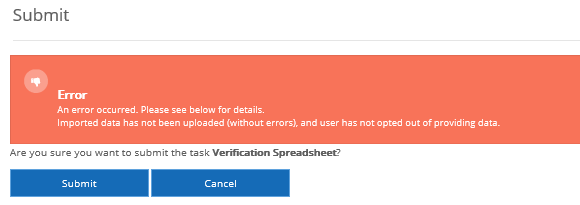 Submit
Error
An error occurred. Please see below for details.
Imported data has not been uploaded (without errors), and user has not opted out of providing data.
Are you sure you want to submit the task Verification Spreadsheet?
Submit
Cancel